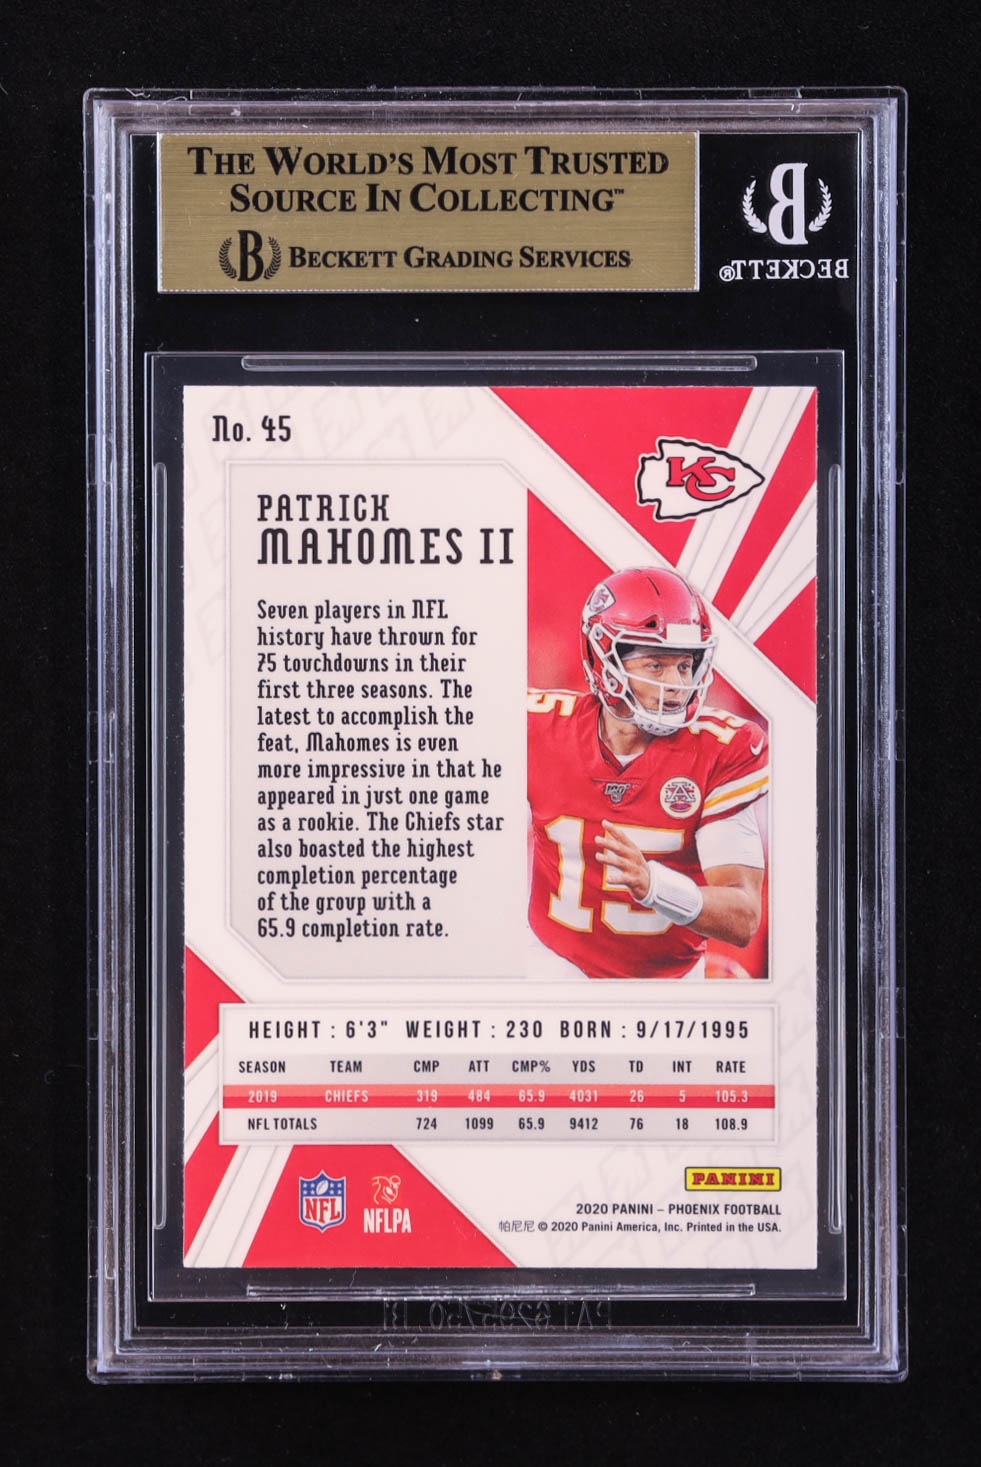 THE WORLD'S MOST TRUSTED
SOURCE IN COLLECTING™
B BECKETT GRADING SERVICES
B
BECKETT®
No. 45
KC
PATRICK
MAHOMES II
Seven players in NFL
history have thrown for
75 touchdowns in their
first three seasons. The
latest to accomplish the
feat, Mahomes is even
more impressive in that he
appeared in just one game
as a rookie. The Chiefs star
also boasted the highest
completion percentage
of the group with a
65.9 completion rate.
15
15
100
HEIGHT : 6'3" WEIGHT : 230 BORN : 9/17/1995
SEASON TEAM CMP ATT CMP% YDS TD INT RATE
2019 CHIEFS 319 484 65.9 4031 26 5 105.3
NFL TOTALS 724 1099 65.9 9412 76 18 108.9
NFL
NFLPA
PANINI
2020 PANINI – PHOENIX FOOTBALL
帕尼尼 © 2020 Panini America, Inc. Printed in the USA.